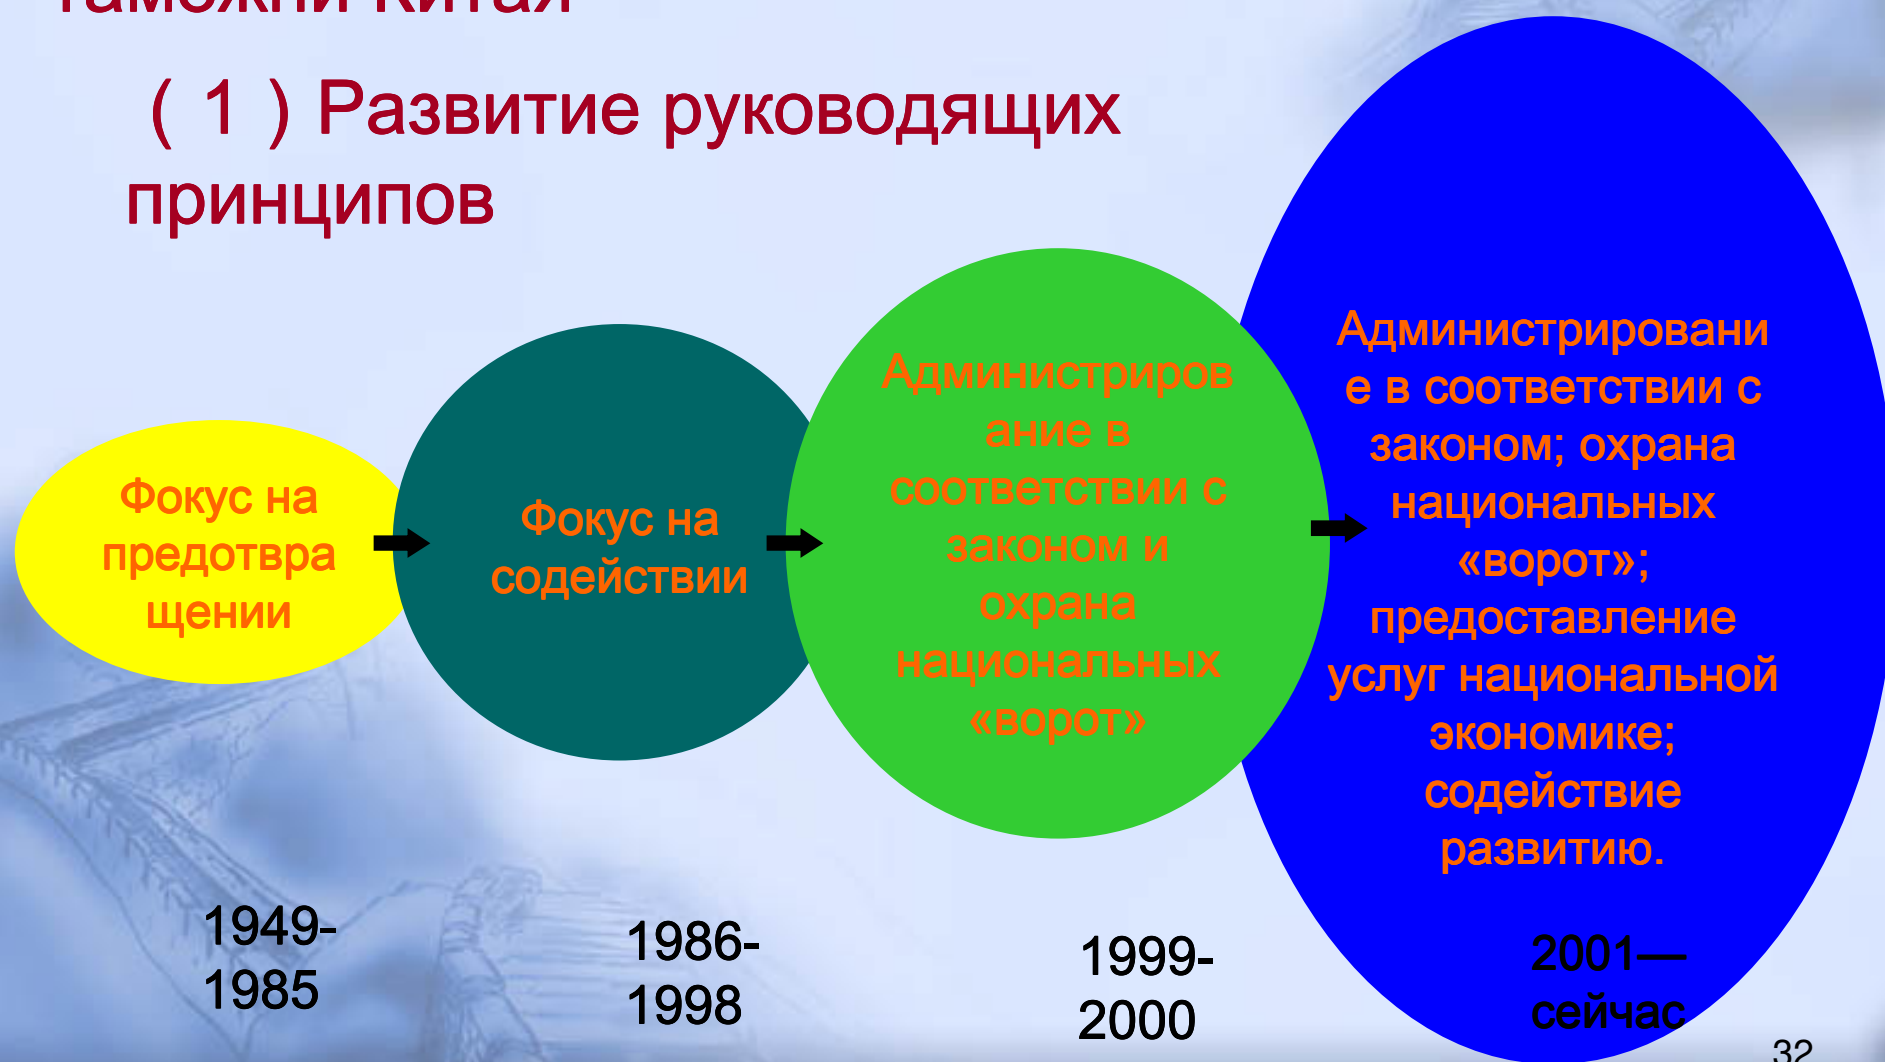 таможни Китая
( 1 ) Развитие руководящих
принципов
Фокус на
предотвра
щении
Фокус на
содействии
Администриров
ание в
соответствии с
законом и
охрана
национальных
«ворот»
Администрировани
е в соответствии с
законом; охрана
национальных
«ворот»;
предоставление
услуг национальной
экономике;
содействие
развитию.
1949-
1985
1986-
1998
1999-
2000
2001—
сейчас
32